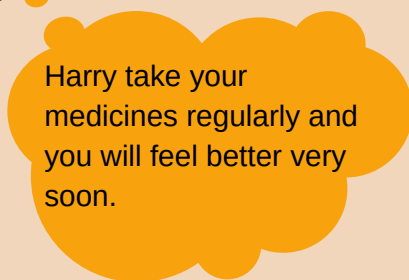 Harry take your
medicines regularly and
you will feel better very
soon.